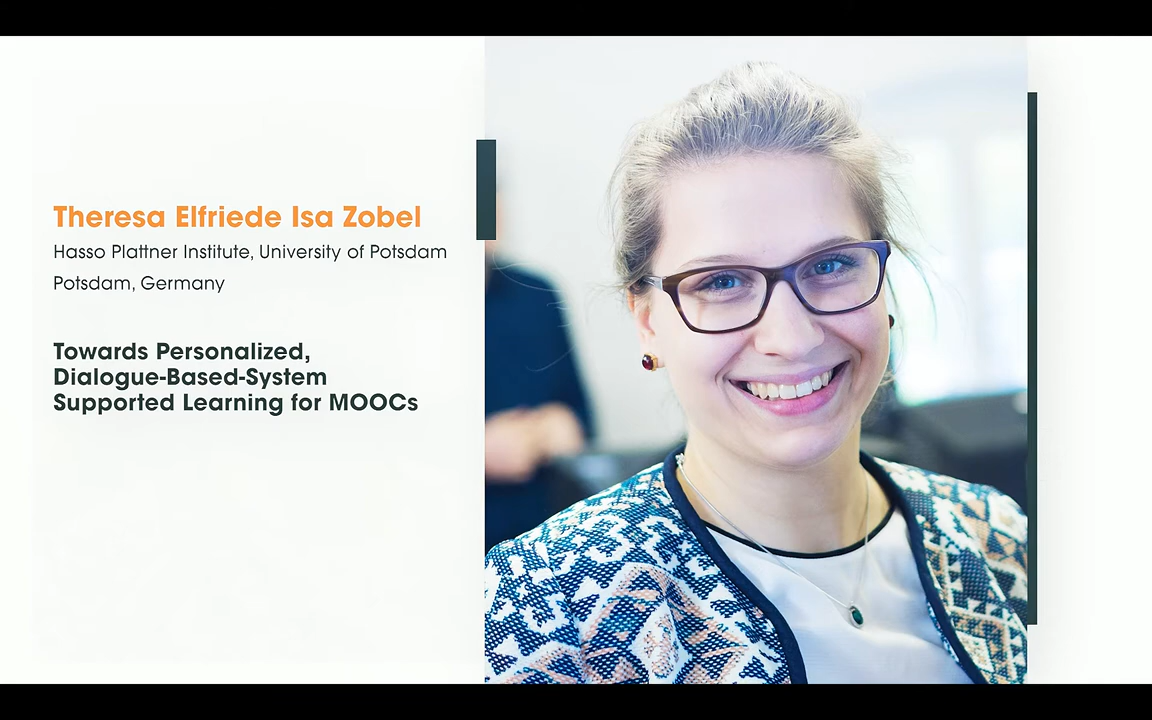 Theresa Elfriede Isa Zobel
Hasso Plattner Institute, University of Potsdam
Potsdam, Germany
Towards Personalized,
Dialogue-Based-System
Supported Learning for MOOCs